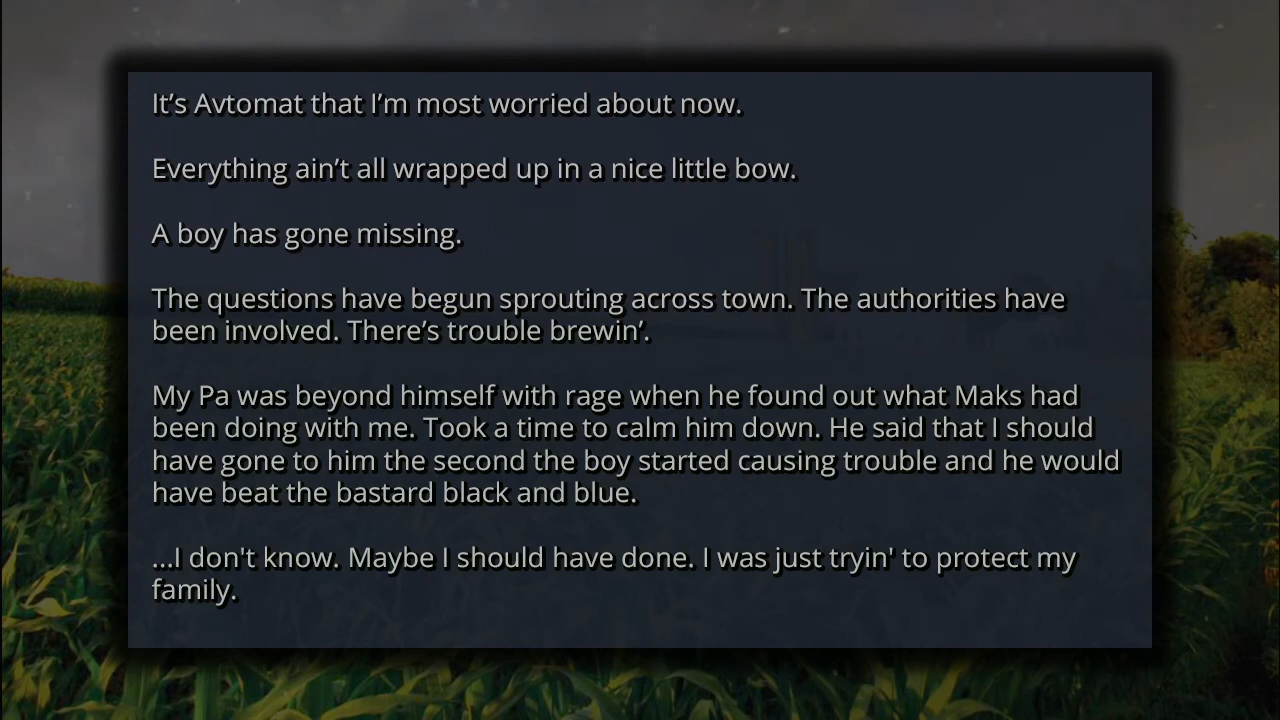 It’s Avtomat that I’m most worried about now.
Everything ain’t all wrapped up in a nice little bow.
A boy has gone missing.
The questions have begun sprouting across town. The authorities have
been involved. There’s trouble brewin’.
My Pa was beyond himself with rage when he found out what Maks had
been doing with me. Took a time to calm him down. He said that I should
have gone to him the second the boy started causing trouble and he would
have beat the bastard black and blue.
...I don't know. Maybe I should have done. I was just tryin' to protect my
family.